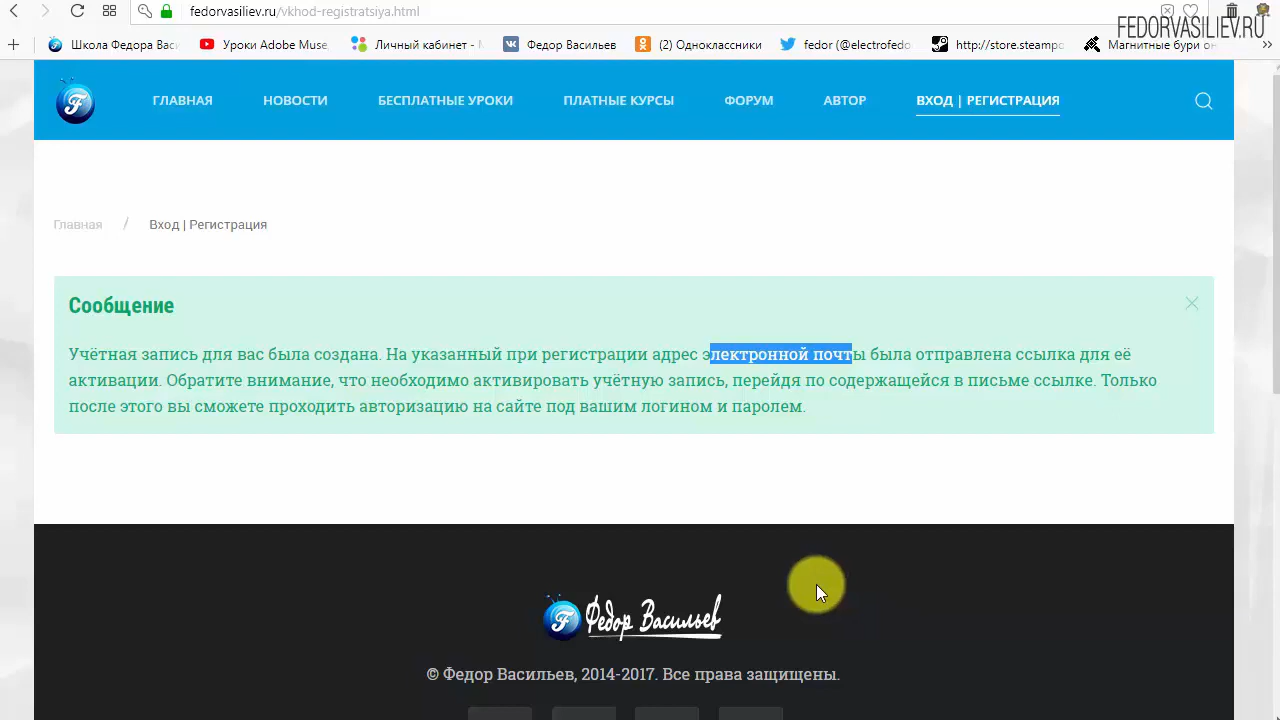 fedorvasiliev.ru/vkhod-registratsiya.html
FEDORVASILIEV.RU
Школа Федора Васи
Уроки Adobe Muse,
Личный кабинет -
Федор Васильев
(2) Одноклассники
fedor (@electrofedo
http://store.steampo
Магнитные бури он
ГЛАВНАЯ
НОВОСТИ
БЕСПЛАТНЫЕ УРОКИ
ПЛАТНЫЕ КУРСЫ
ФОРУМ
АВТОР
ВХОД | РЕГИСТРАЦИЯ
Главная / Вход | Регистрация
Сообщение
Учётная запись для вас была создана. На указанный при регистрации адрес электронной почты была отправлена ссылка для её
активации. Обратите внимание, что необходимо активировать учётную запись, перейдя по содержащейся в письме ссылке. Только
после этого вы сможете проходить авторизацию на сайте под вашим логином и паролем.
Федор Васильев
© Федор Васильев, 2014-2017. Все права защищены.